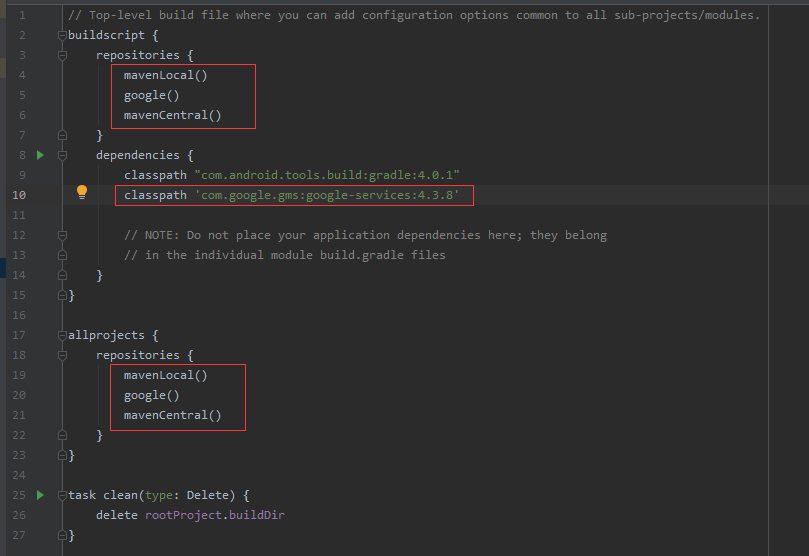 1 // Top-level build file where you can add configuration options common to all sub-projects/modules.
2 buildscript {
3 repositories {
4 mavenLocal()
5 google()
6 mavenCentral()
7 }
8 dependencies {
9 classpath "com.android.tools.build:gradle:4.0.1"
10 classpath 'com.google.gms:google-services:4.3.8'
11
12 // NOTE: Do not place your application dependencies here; they belong
13 // in the individual module build.gradle files
14 }
15 }
16
17 allprojects {
18 repositories {
19 mavenLocal()
20 google()
21 mavenCentral()
22 }
23 }
24
25 task clean(type: Delete) {
26 delete rootProject.buildDir
27 }